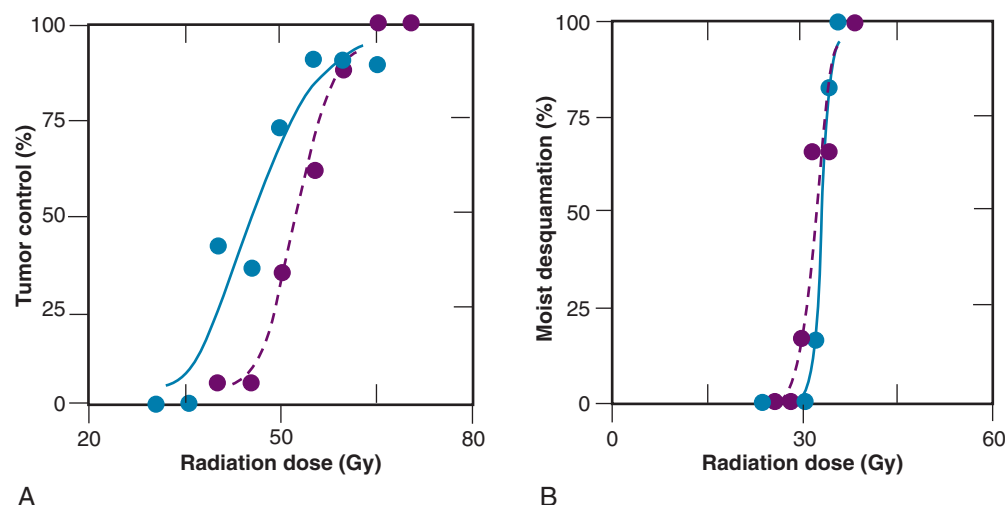 100
75
50
25
0
20
50
80
Tumor control (%)
Radiation dose (Gy)
A
100
75
50
25
0
0
30
60
Moist desquamation (%)
Radiation dose (Gy)
B